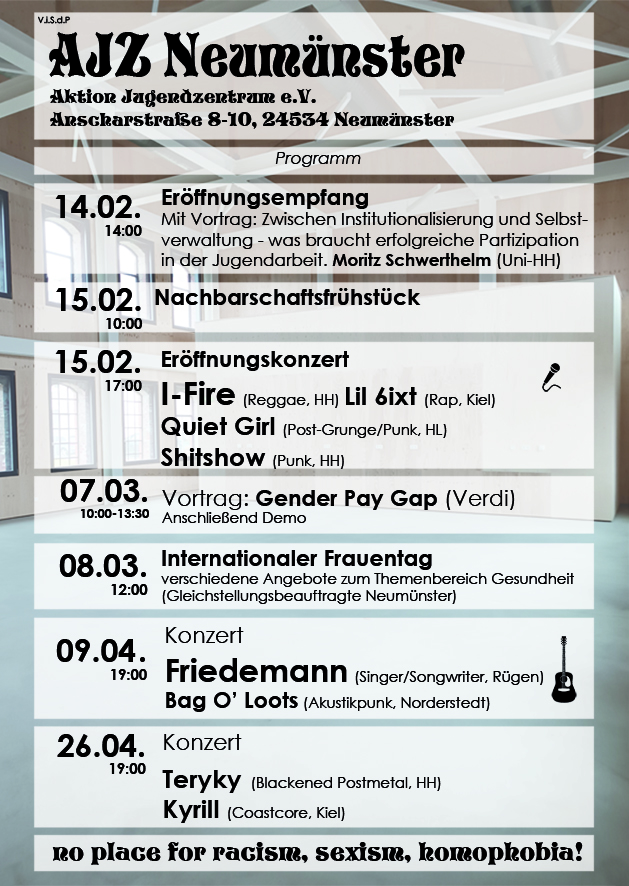 V.i.S.d.P
AJZ Neumünster
Aktion Jugendzentrum e.V.
Anscharstraße 8-10, 24534 Neumünster
Programm
14.02.
14:00
Eröffnungsempfang
Mit Vortrag: Zwischen Institutionalisierung und Selbst-
verwaltung - was braucht erfolgreiche Partizipation
in der Jugendarbeit. Moritz Schwerthelm (Uni-HH)
15.02.
10:00
Nachbarschaftsfrühstück
15.02.
17:00
Eröffnungskonzert
I-Fire (Reggae, HH) Lil 6ixt (Rap, Kiel)
Quiet Girl (Post-Grunge/Punk, HL)
Shitshow (Punk, HH)
07.03.
10:00-13:30
Vortrag: Gender Pay Gap (Verdi)
Anschließend Demo
08.03.
12:00
Internationaler Frauentag
verschiedene Angebote zum Themenbereich Gesundheit
(Gleichstellungsbeauftragte Neumünster)
09.04.
19:00
Konzert
Friedemann (Singer/Songwriter, Rügen)
Bag O' Loots (Akustikpunk, Norderstedt)
26.04.
19:00
Konzert
Teryky (Blackened Postmetal, HH)
Kyrill (Coastcore, Kiel)
no place for racism, sexism, homophobia!